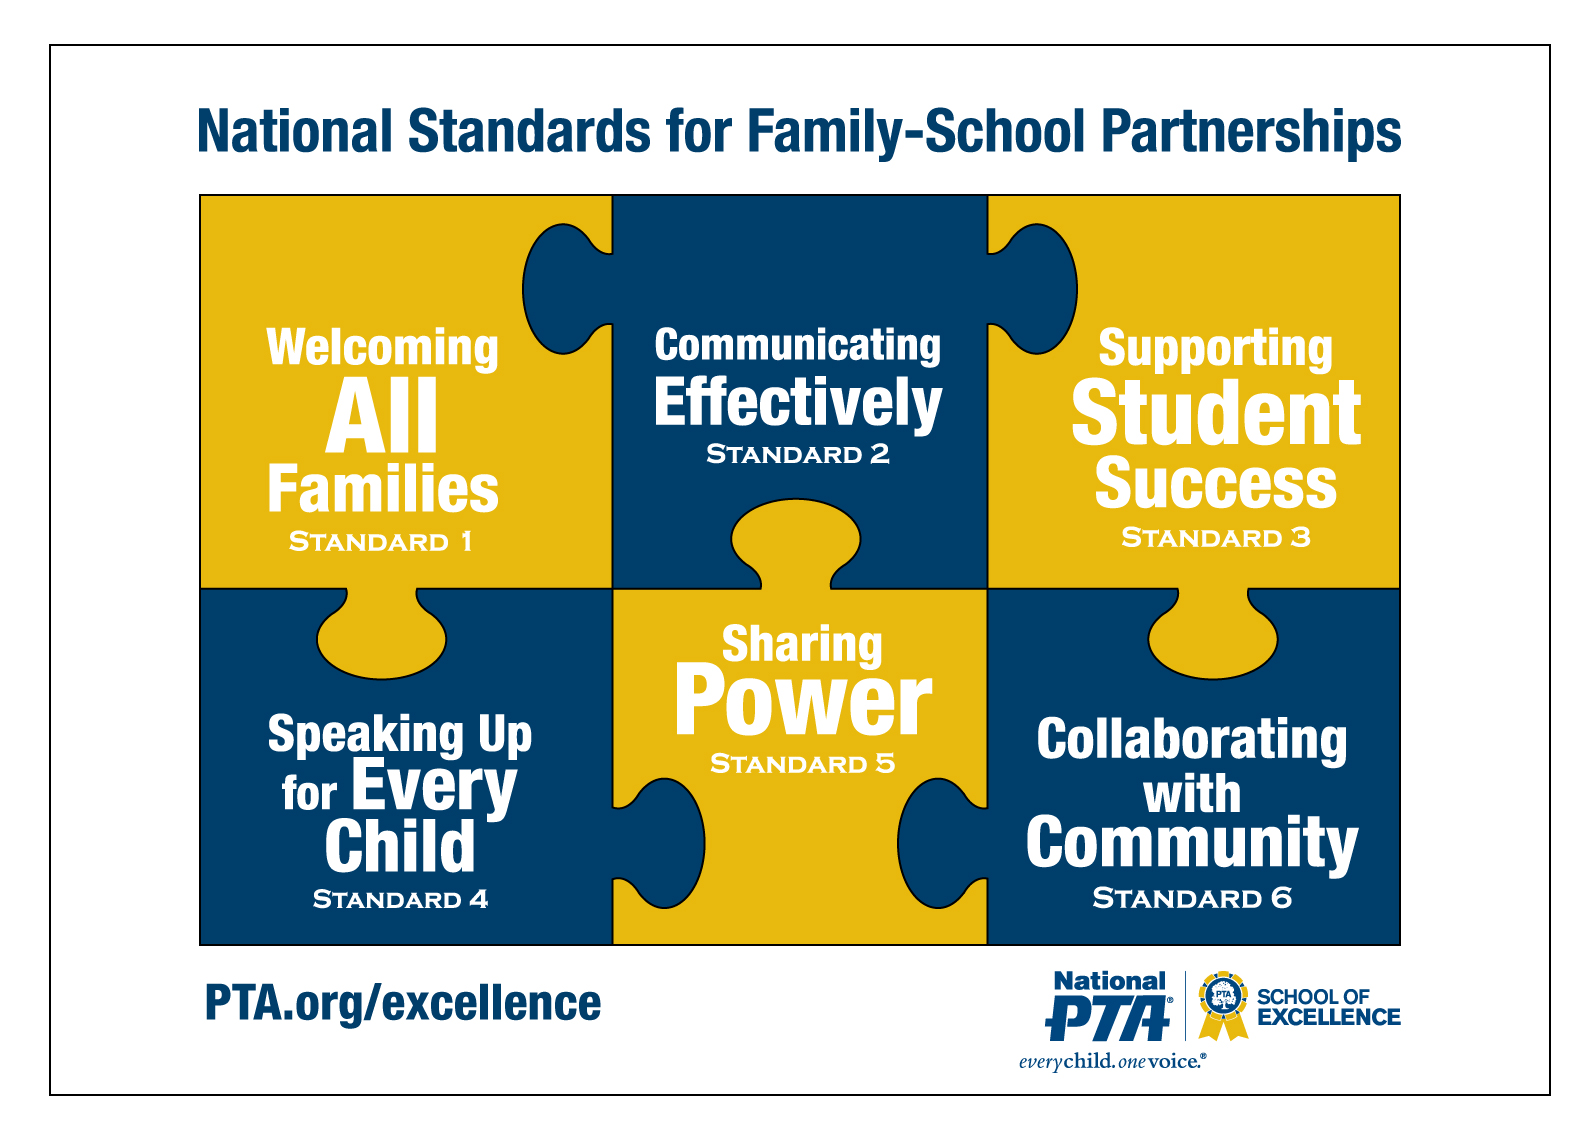 National Standards for Family-School Partnerships
Welcoming
All
Families
STANDARD 1
Communicating
Effectively
STANDARD 2
Supporting
Student
Success
STANDARD 3
Speaking Up
for Every
Child
STANDARD 4
Sharing
Power
STANDARD 5
Collaborating
with
Community
STANDARD 6
PTA.org/excellence
National
PTA®
everychild.onevoice.®
PTA
SCHOOL OF
EXCELLENCE